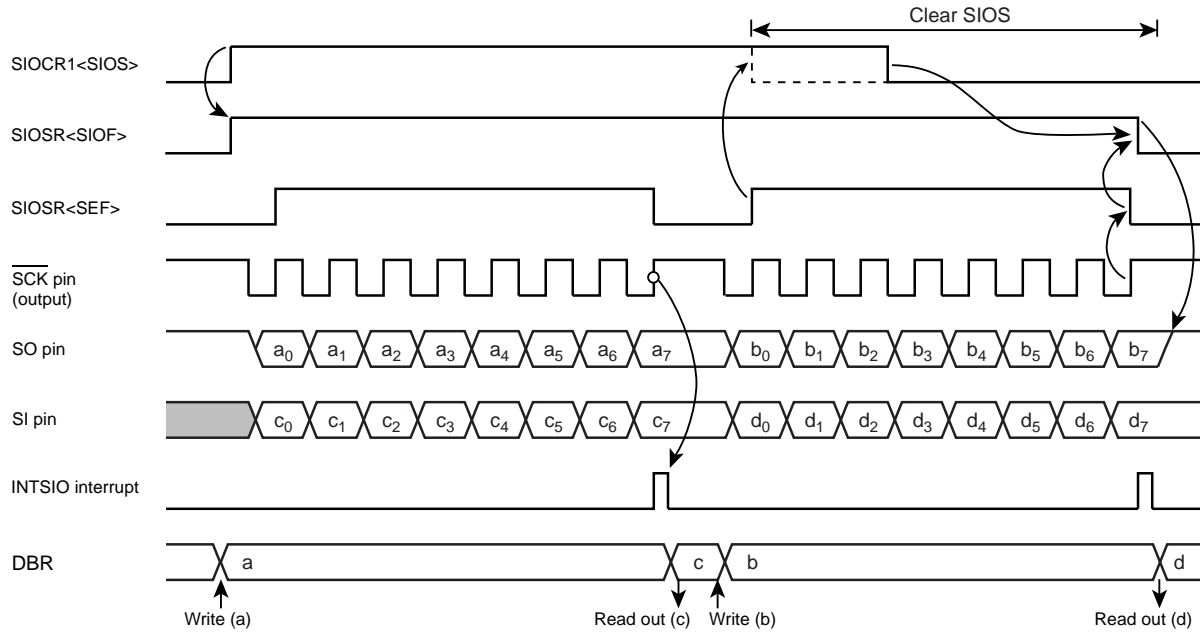 Clear SIOS
SIOCR1<SIOS>
SIOSR<SIOF>
SIOSR<SEF>
SCK pin
(output)
SO pin a0 a1 a2 a3 a4 a5 a6 a7 b0 b1 b2 b3 b4 b5 b6 b7
SI pin c0 c1 c2 c3 c4 c5 c6 c7 d0 d1 d2 d3 d4 d5 d6 d7
INTSIO interrupt
DBR a c b d
Write (a) Read out (c) Write (b) Read out (d)